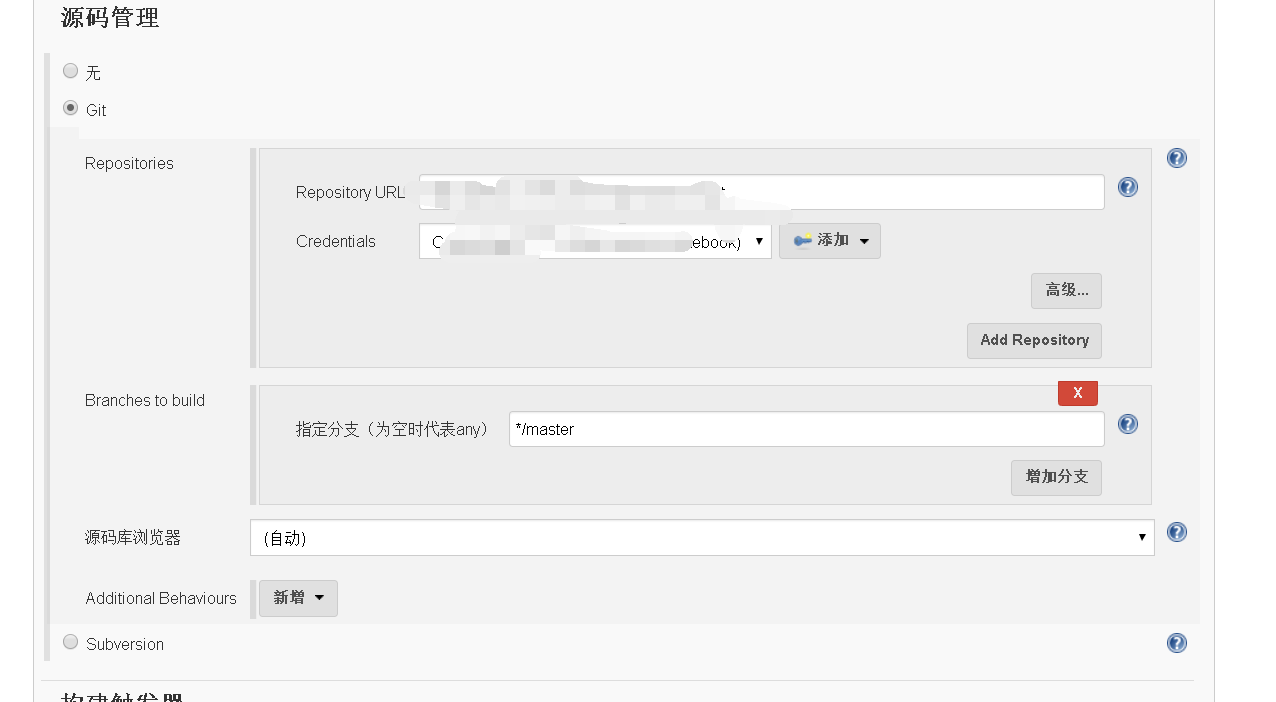 源码管理
无
Git
Repositories
Repository URL
Credentials
ebook)
添加
高级...
Add Repository
Branches to build
X
指定分支（为空时代表any）
*/master
增加分支
源码库浏览器
(自动)
Additional Behaviours
新增
Subversion
构建触发器